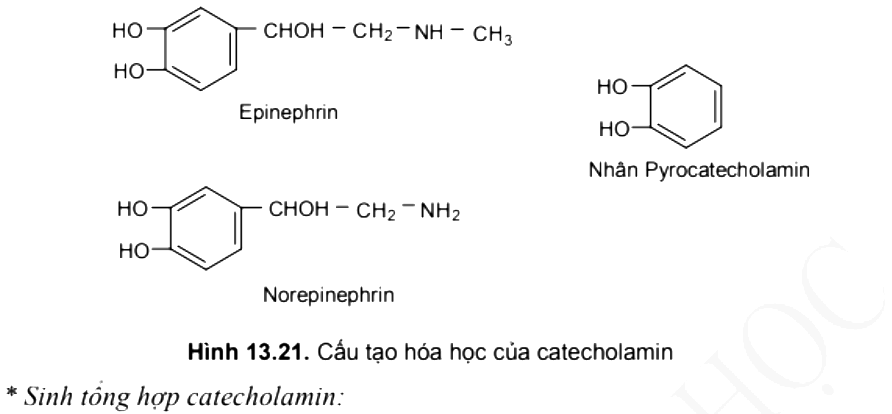 HO
HO
CHOH – CH₂ – NH – CH₃
Epinephrin
HO
HO
Nhân Pyrocatecholamin
HO
HO
CHOH – CH₂ – NH₂
Norepinephrin
Hình 13.21. Cấu tạo hóa học của catecholamin
* Sinh tổng hợp catecholamin:
HỌC